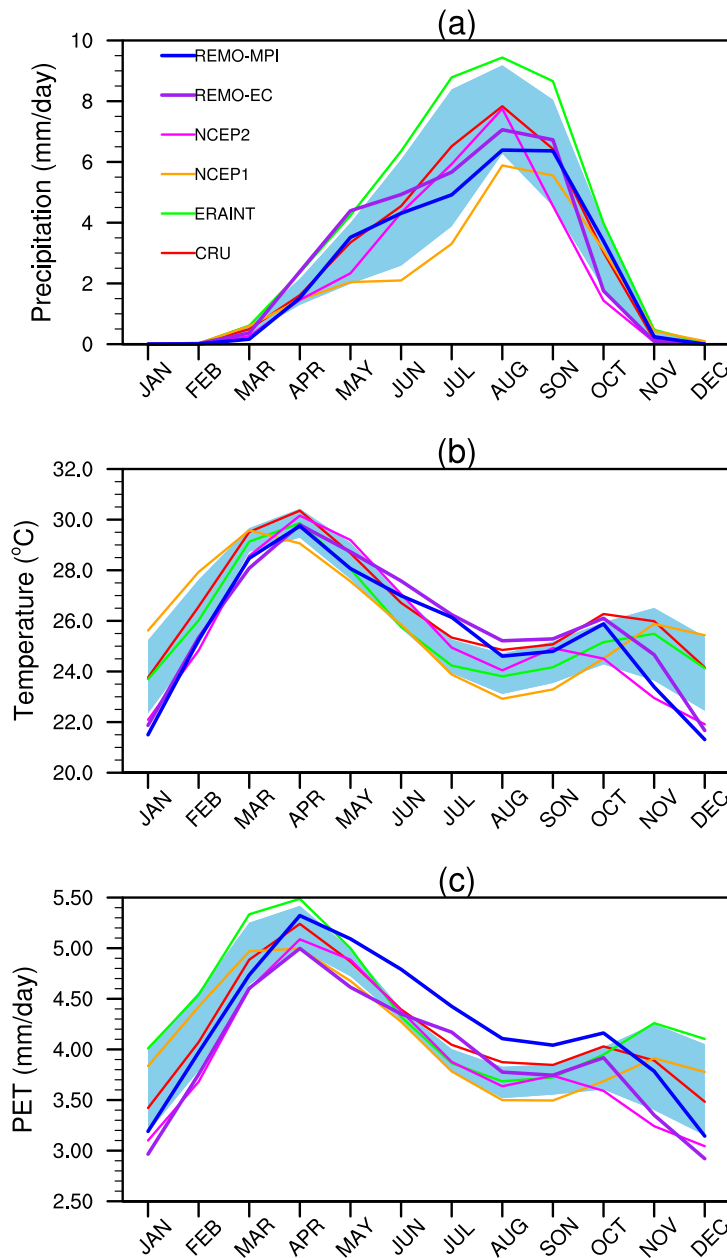 (a)
Precipitation (mm/day)
10
8
6
4
2
0
REMO-MPI
REMO-EC
NCEP2
NCEP1
ERAINT
CRU
JAN FEB MAR APR MAY JUN JUL AUG SON OCT NOV DEC
(b)
Temperature (°C)
32.0
30.0
28.0
26.0
24.0
22.0
20.0
JAN FEB MAR APR MAY JUN JUL AUG SON OCT NOV DEC
(c)
PET (mm/day)
5.50
5.00
4.50
4.00
3.50
3.00
2.50
JAN FEB MAR APR MAY JUN JUL AUG SON OCT NOV DEC